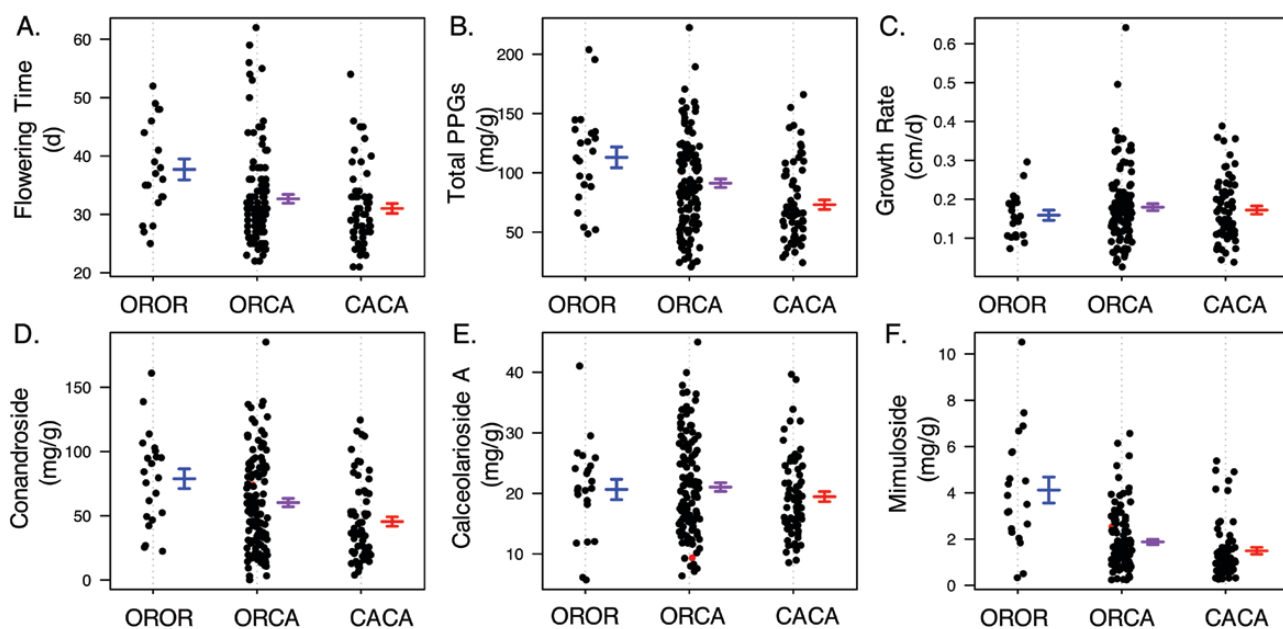 A.
Flowering Time
(d)
60
50
40
30
20
OROR
ORCA
CACA
B.
Total PPGs
(mg/g)
200
150
100
50
OROR
ORCA
CACA
C.
Growth Rate
(cm/d)
0.6
0.5
0.4
0.3
0.2
0.1
OROR
ORCA
CACA
D.
Conandroside
(mg/g)
150
100
50
0
OROR
ORCA
CACA
E.
Calceolarioside A
(mg/g)
40
30
20
10
OROR
ORCA
CACA
F.
Mimuloside
(mg/g)
10
8
6
4
2
0
OROR
ORCA
CACA